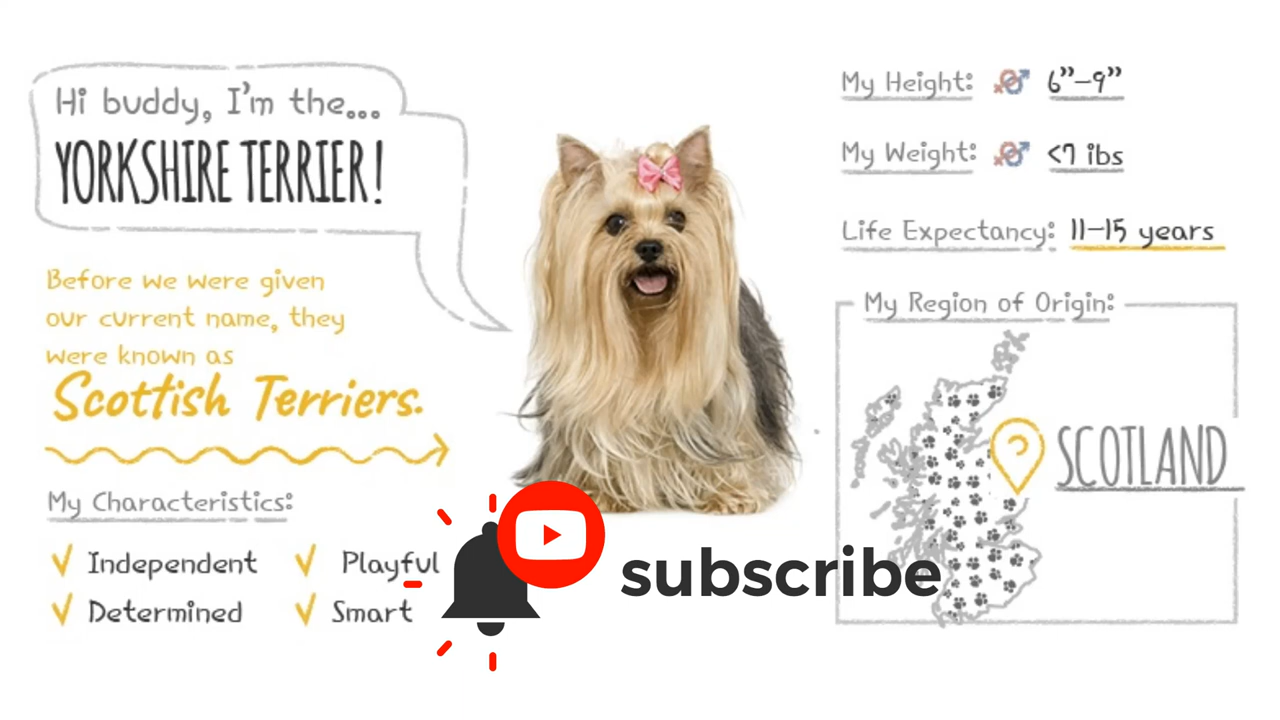 Hi buddy, I'm the...
YORKSHIRE TERRIER!
Before we were given
our current name, they
were known as
Scottish Terriers.
My Characteristics:
Independent
Playful
Determined
Smart
My Height: 6”–9”
My Weight: <7 ibs
Life Expectancy: 11–15 years
My Region of Origin:
SCOTLAND
subscribe